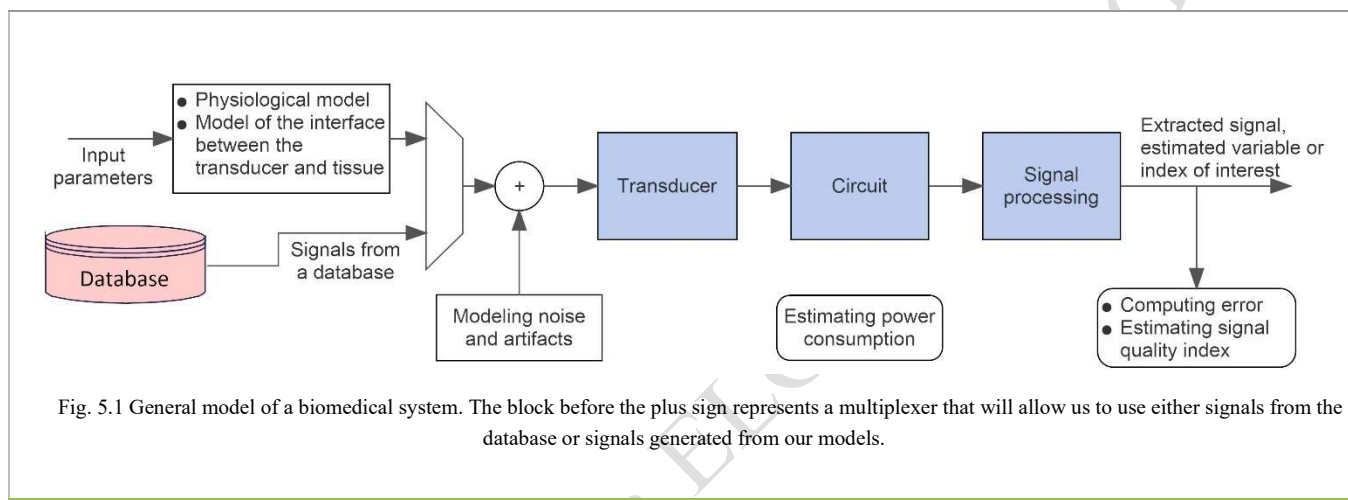 ● Physiological model
● Model of the interface
between the
transducer and tissue
Input
parameters
Database
Signals from
a database
+
Modeling noise
and artifacts
Transducer
Circuit
Estimating power
consumption
Signal
processing
Extracted signal,
estimated variable or
index of interest
● Computing error
● Estimating signal
quality index
Fig. 5.1 General model of a biomedical system. The block before the plus sign represents a multiplexer that will allow us to use either signals from the
database or signals generated from our models.